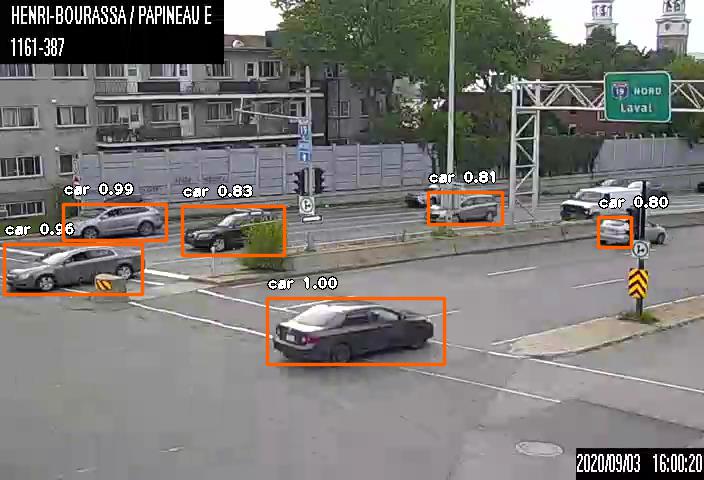 HENRI-BOURASSA / PAPINEAU E
1161-387
19 NORD
Laval
car 0.99
car 0.83
car 0.81
car 0.80
car 0.96
car 1.00
2020/09/03 16:00:20